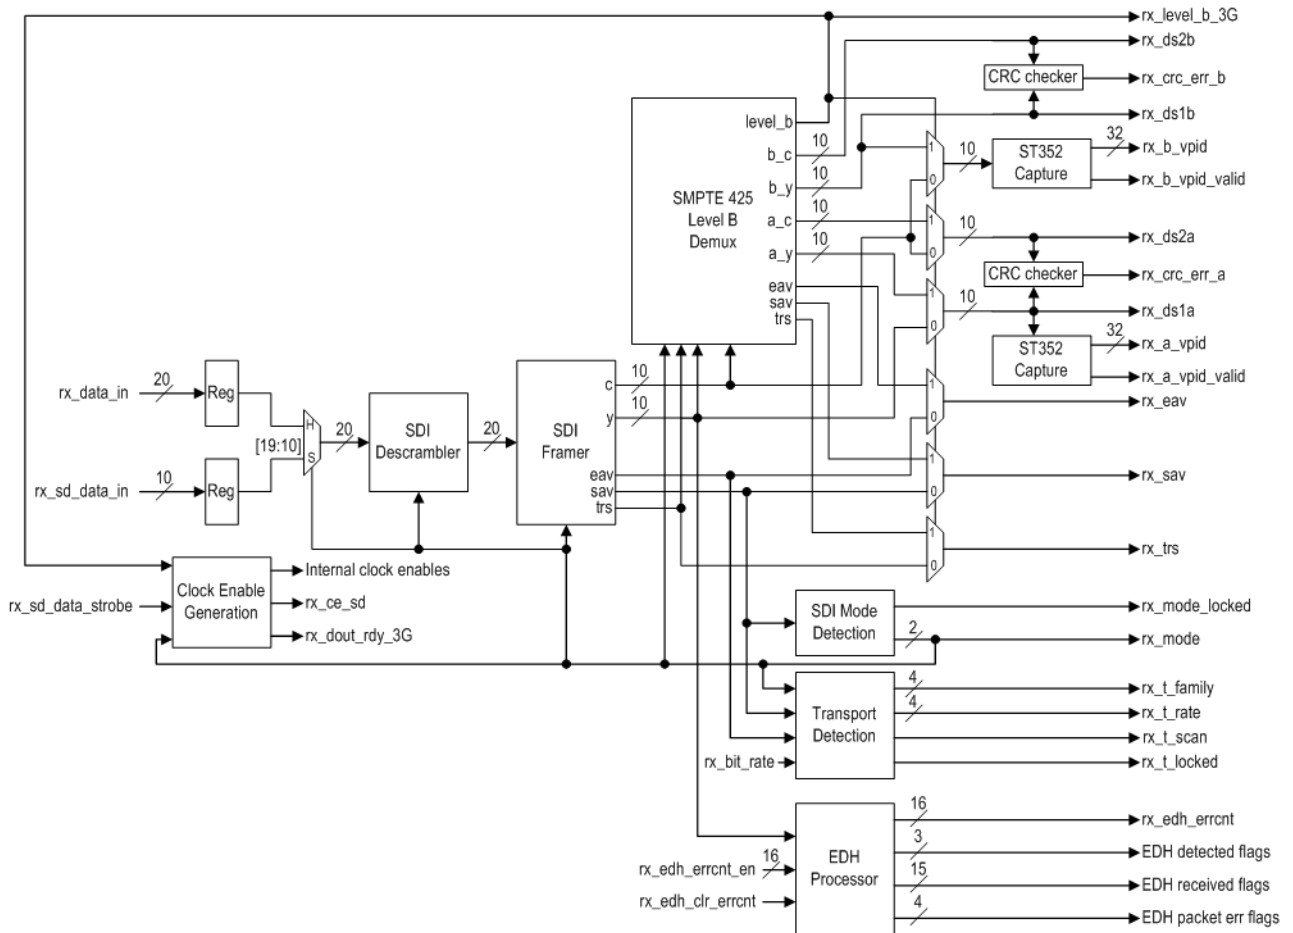 rx_level_b_3G
rx_ds2b
CRC checker
rx_crc_err_b
rx_ds1b
level_b
10
b_c
10
b_y
10
a_c
10
a_y
eav
sav
trs
SMPTE 425
Level B
Demux
1
0
10
ST352
Capture
32
rx_b_vpid
rx_b_vpid_valid
1
0
10
rx_ds2a
CRC checker
rx_crc_err_a
1
0
10
rx_ds1a
ST352
Capture
32
rx_a_vpid
rx_a_vpid_valid
1
0
rx_eav
1
0
rx_sav
1
0
rx_trs
rx_data_in
20
Reg
H
[19:10]
S
20
SDI
Descrambler
20
SDI
Framer
c
10
y
10
eav
sav
trs
rx_sd_data_in
10
Reg
Clock Enable
Generation
rx_sd_data_strobe
Internal clock enables
rx_ce_sd
rx_dout_rdy_3G
SDI Mode
Detection
rx_mode_locked
2
rx_mode
Transport
Detection
rx_bit_rate
4
rx_t_family
4
rx_t_rate
rx_t_scan
rx_t_locked
EDH
Processor
rx_edh_errcnt_en
16
rx_edh_clr_errcnt
16
rx_edh_errcnt
3
EDH detected flags
15
EDH received flags
4
EDH packet err flags